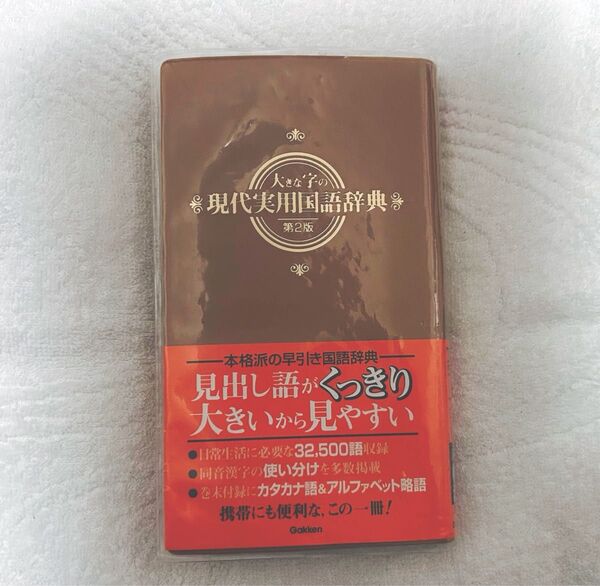 大きな字の
現代実用国語辞典
第2版
本格派の早引き国語辞典
見出し語がくっきり
大きいから見やすい
●日常生活に必要な32,500語収録
●同音漢字の使い分けを多数掲載
●巻末付録にカタカナ語&アルファベット略語
携帯にも便利な、この一冊!
Gakken